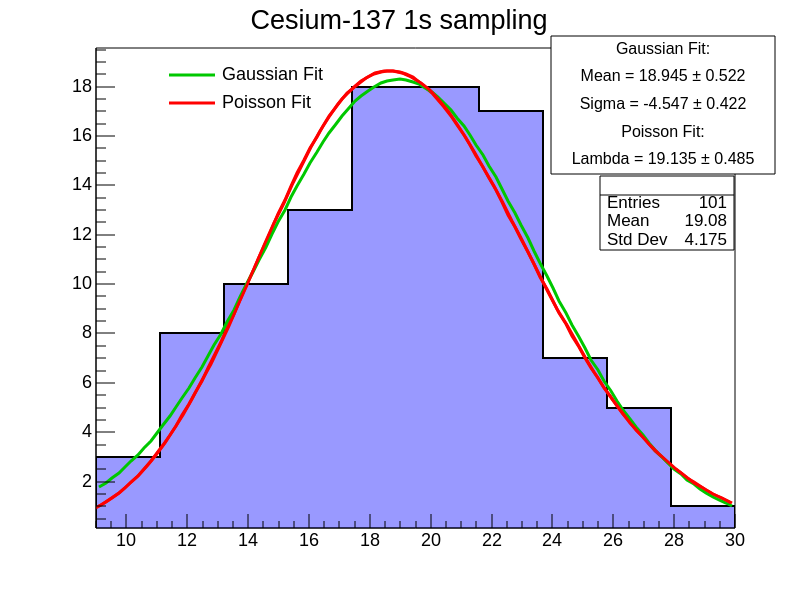 Cesium-137 1s sampling
Gaussian Fit
Poisson Fit
Gaussian Fit:
Mean = 18.945 ± 0.522
Sigma = -4.547 ± 0.422
Poisson Fit:
Lambda = 19.135 ± 0.485
Entries 101
Mean 19.08
Std Dev 4.175
18
16
14
12
10
8
6
4
2
10 12 14 16 18 20 22 24 26 28 30